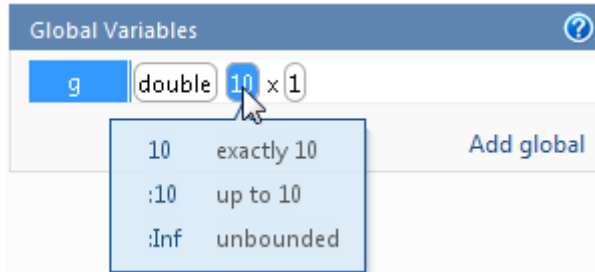 Global Variables ?
g double 10 x 1
10 exactly 10
Add global
:10 up to 10
:Inf unbounded